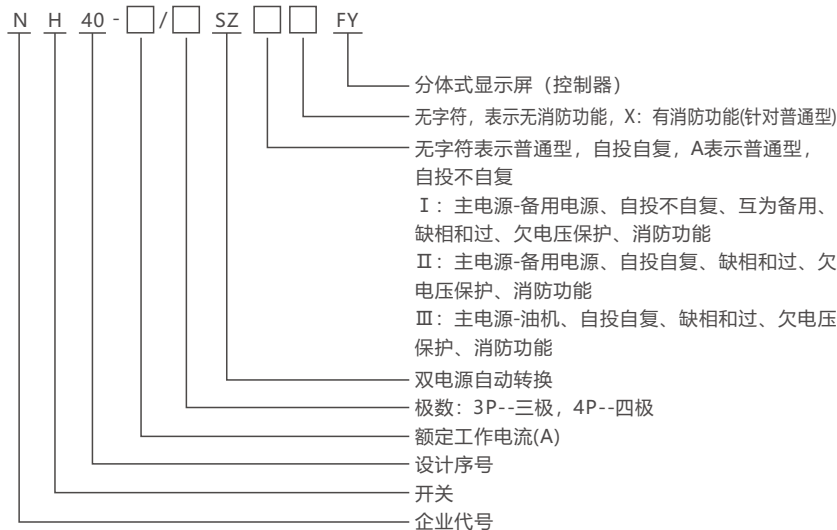 N H 40-□/□ SZ □□ FY
分体式显示屏（控制器）
无字符，表示无消防功能，X：有消防功能(针对普通型)
无字符表示普通型，自投自复，A表示普通型，
自投不自复
Ⅰ：主电源-备用电源、自投不自复、互为备用、
缺相和过、欠电压保护、消防功能
Ⅱ：主电源-备用电源、自投自复、缺相和过、欠
电压保护、消防功能
Ⅲ：主电源-油机、自投自复、缺相和过、欠电压
保护、消防功能
双电源自动转换
极数：3P--三极，4P--四极
额定工作电流(A)
设计序号
开关
企业代号